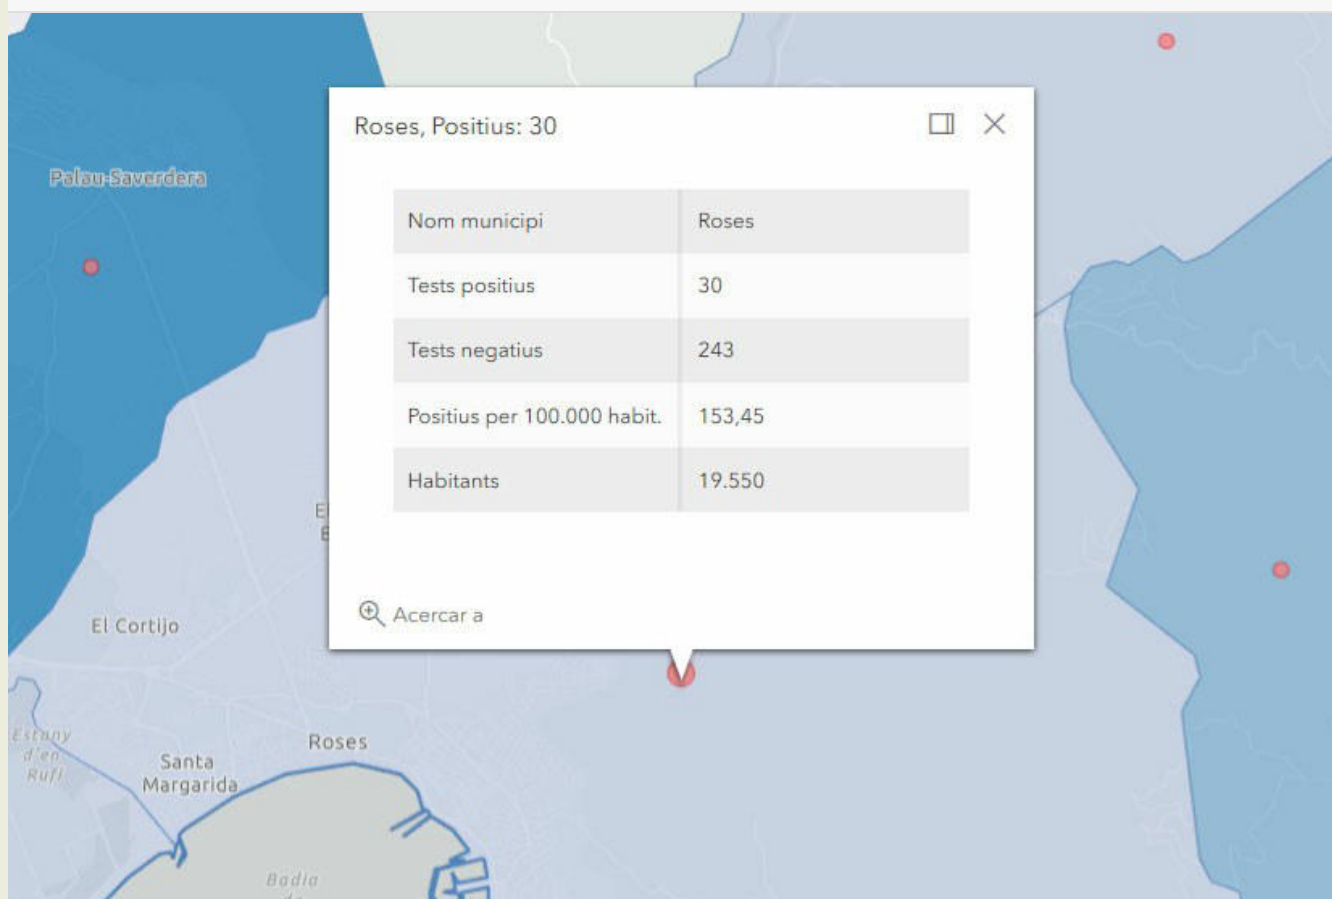 Roses, Positius: 30
Palau-Saverdera
Nom municipi Roses
Tests positius 30
Tests negatius 243
Positius per 100.000 habit. 153,45
Habitants 19.550
El Cortijo
Acercar a
Estany
d'en
Rufí
Santa
Margarida
Roses
Badia